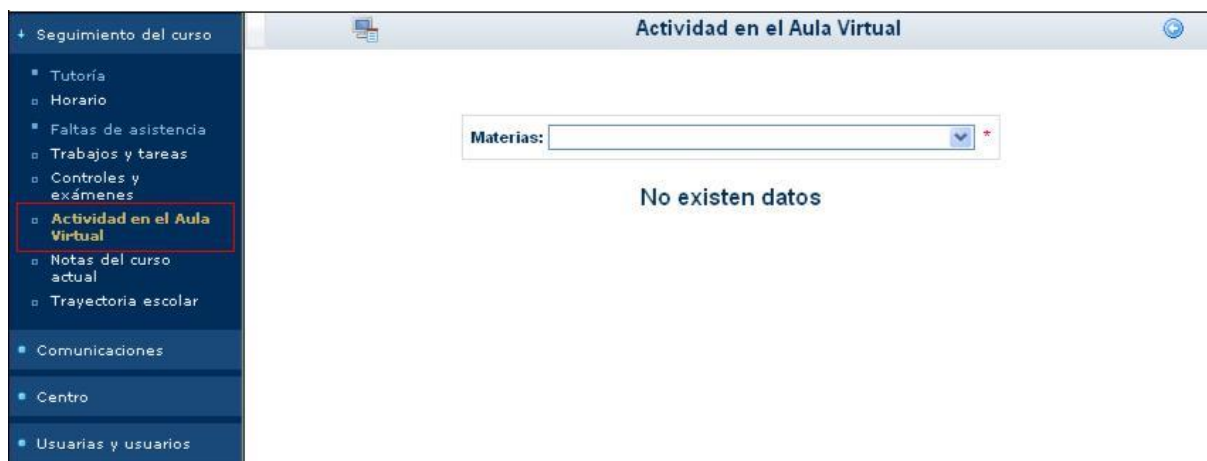 Seguimiento del curso
Tutoría
Horario
Faltas de asistencia
Trabajos y tareas
Controles y
exámenes
Actividad en el Aula
Virtual
Notas del curso
actual
Trayectoria escolar
Comunicaciones
Centro
Usuarias y usuarios
Actividad en el Aula Virtual
Materias: *
No existen datos